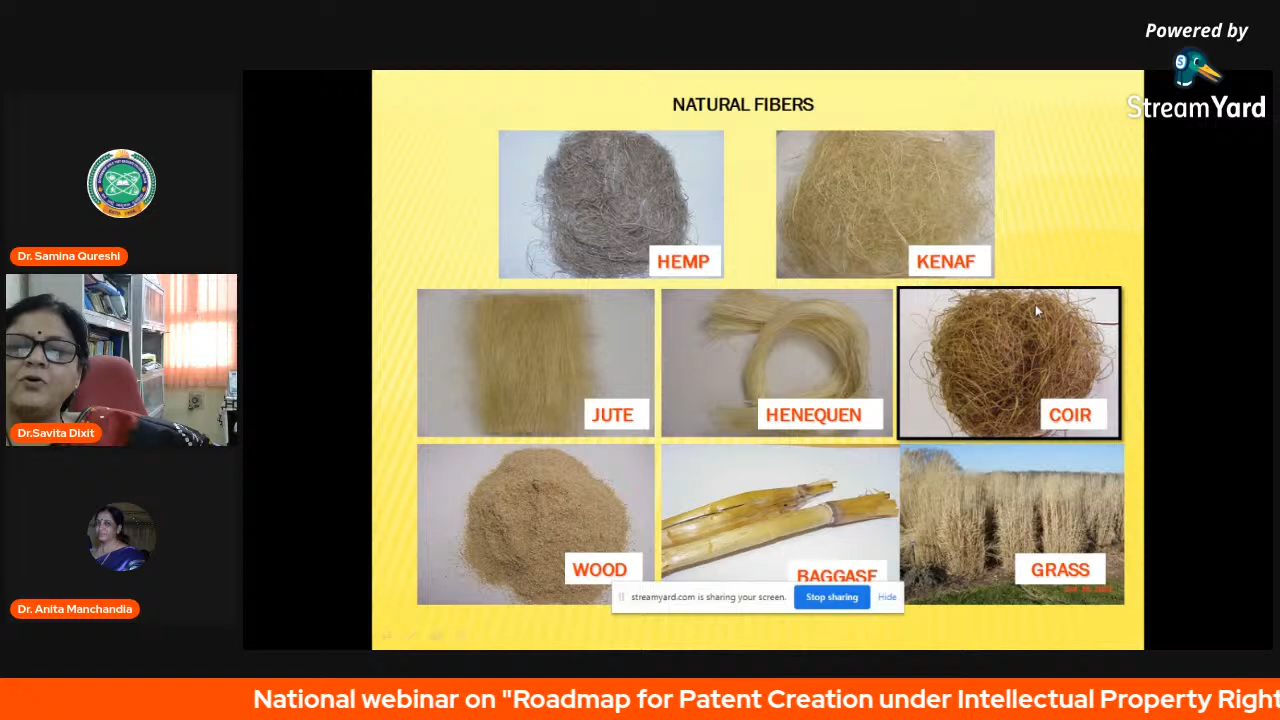 Powered by
StreamYard
NATURAL FIBERS
HEMP
KENAF
JUTE
HENEQUEN
COIR
WOOD
BAGGASE
GRASS
streamyard.com is sharing your screen.
Stop sharing
Hide
Dr. Samina Qureshi
Dr.Savita Dixit
Dr. Anita Manchandia
National webinar on "Roadmap for Patent Creation under Intellectual Property Right